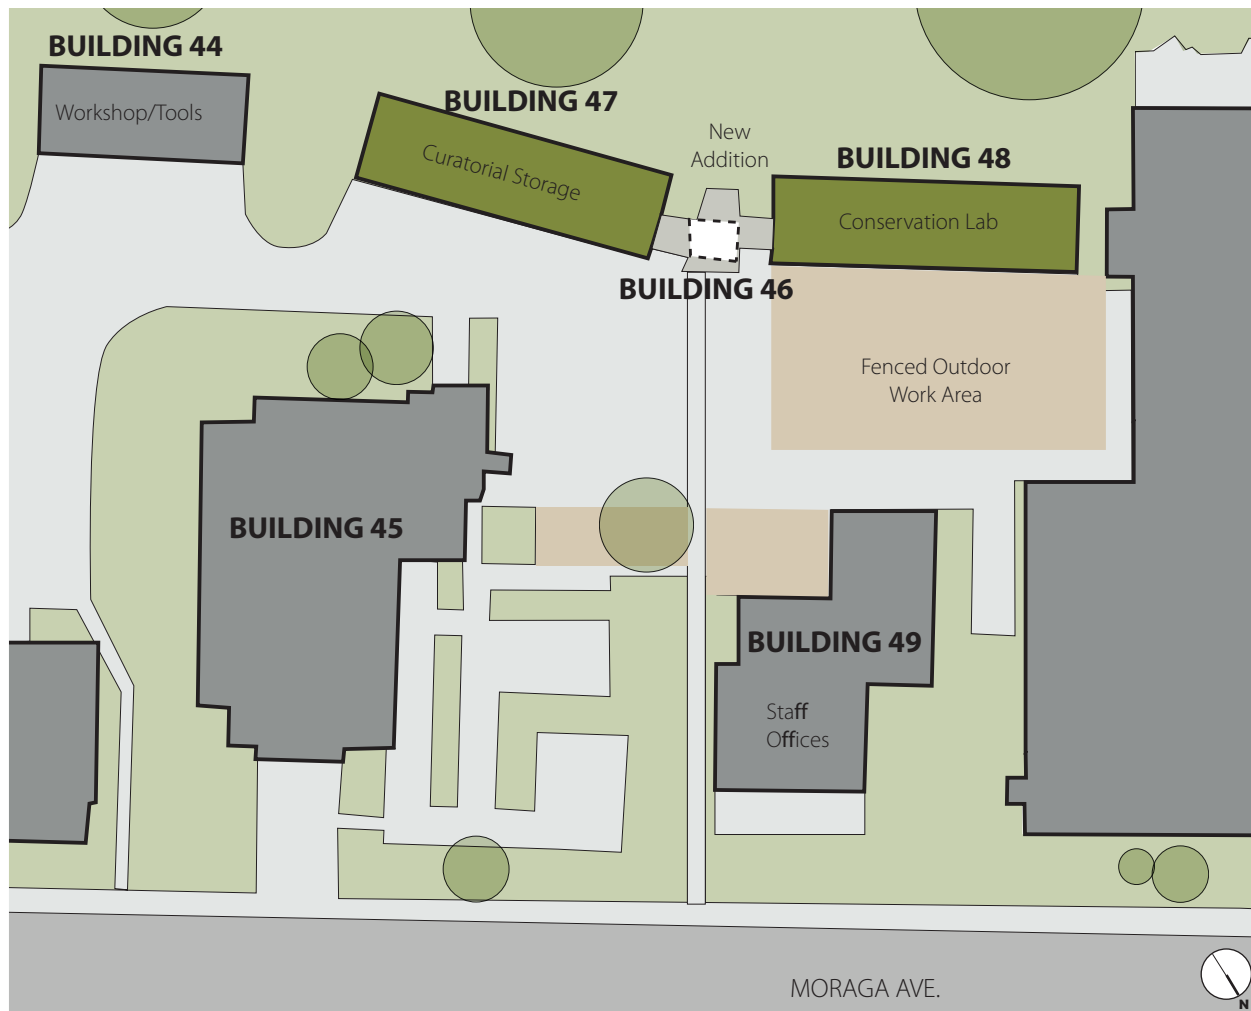 BUILDING 44
Workshop/Tools
BUILDING 47
Curatorial Storage
New
Addition
BUILDING 48
Conservation Lab
BUILDING 46
Fenced Outdoor
Work Area
BUILDING 45
BUILDING 49
Staff
Offices
MORAGA AVE.
N